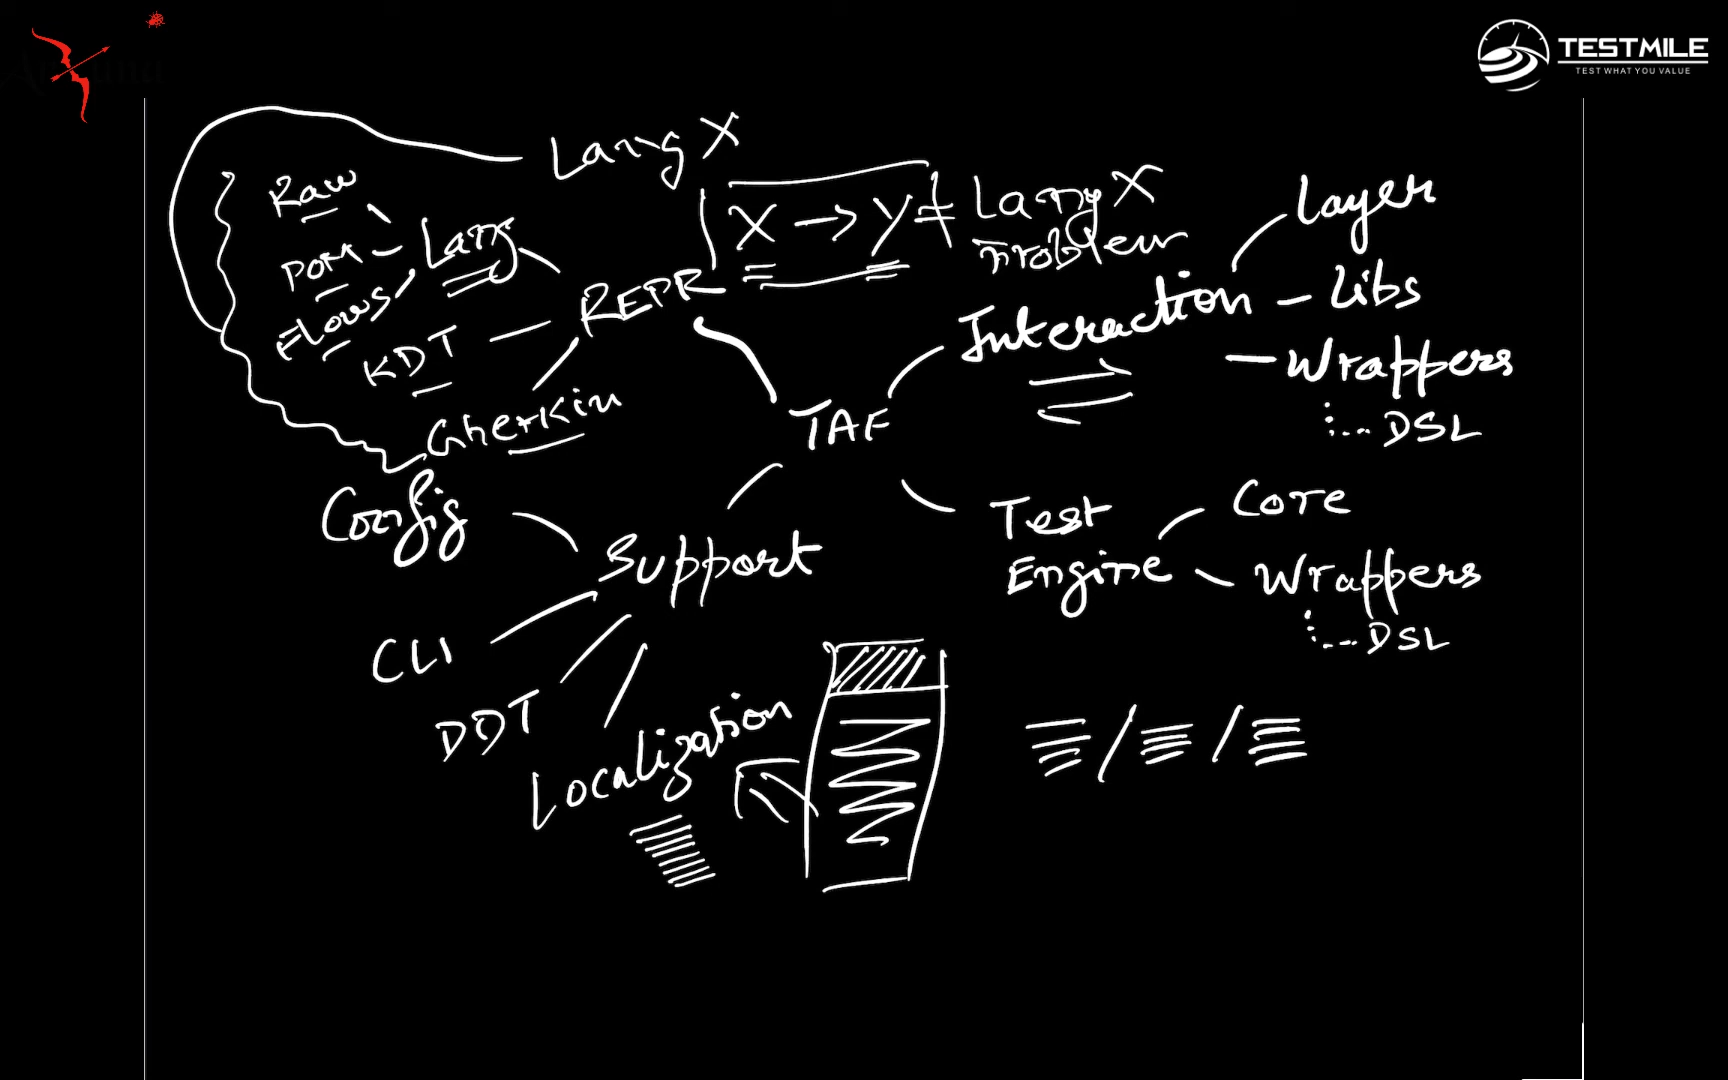 TESTMILE
TEST WHAT YOU VALUE
Lang X
Raw
POM
Flows
Lang
KDT
Gherkin
REPR
X → Y ≠ Lang X
Problem
Interaction
Layer
Libs
Wrappers
DSL
TAF
Config
Support
CLI
DDT
Localization
Test
Engine
Core
Wrappers
DSL